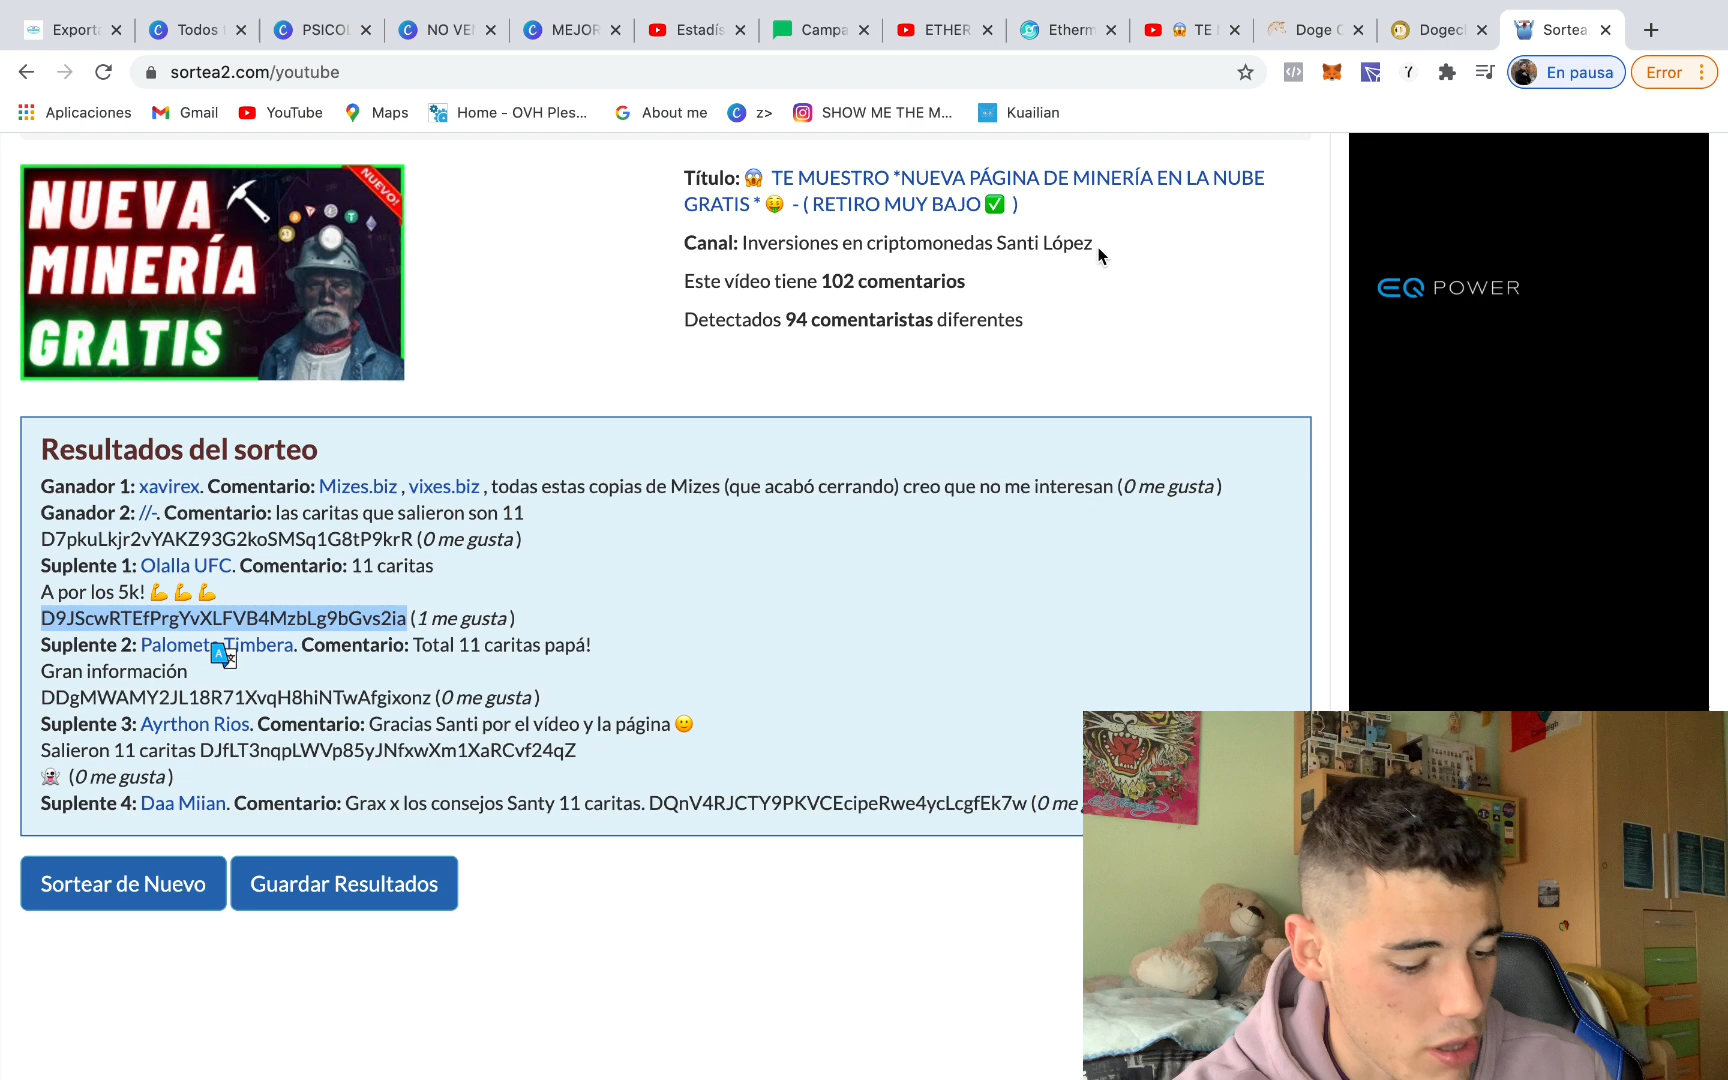 Exporta
Todos t
PSICOL
NO VEN
MEJOR
Estadís
Campa
ETHER
Etherm
😱 TE
Doge C
Dogec
Sortea
sortea2.com/youtube
En pausa
Error
Aplicaciones
Gmail
YouTube
Maps
Home - OVH Ples...
About me
z>
SHOW ME THE M...
Kuailian
NUEVA
MINERÍA
GRATIS
¡NUEVO!
Título: 😱 TE MUESTRO *NUEVA PÁGINA DE MINERÍA EN LA NUBE
GRATIS * 🤑 - ( RETIRO MUY BAJO ✅ )
Canal: Inversiones en criptomonedas Santi López
Este vídeo tiene 102 comentarios
Detectados 94 comentaristas diferentes
EQ POWER
Resultados del sorteo
Ganador 1: xavirex. Comentario: Mizes.biz , vixes.biz , todas estas copias de Mizes (que acabó cerrando) creo que no me interesan (0 me gusta)
Ganador 2: //-. Comentario: las caritas que salieron son 11
D7pkuLkjr2vYAKZ93G2koSMSq1G8tP9krR (0 me gusta)
Suplente 1: Olalla UFC. Comentario: 11 caritas
A por los 5k! 💪 💪 💪
D9JScwRTEfPrgYvXLFVB4MzbLg9bGvs2ia (1 me gusta)
Suplente 2: Palometa Timbera. Comentario: Total 11 caritas papá!
Gran información
DDgMWAMY2JL18R71XvqH8hiNTwAfgixonz (0 me gusta)
Suplente 3: Ayrthon Rios. Comentario: Gracias Santi por el vídeo y la página 🙂
Salieron 11 caritas DJfLT3nqpLWVp85yJNfxwXm1XaRCvf24qZ
👻 (0 me gusta)
Suplente 4: Daa Miian. Comentario: Grax x los consejos Santy 11 caritas. DQnV4RJCTY9PKVCEcipeRwe4ycLcgfEk7w (0 me
Sortear de Nuevo
Guardar Resultados